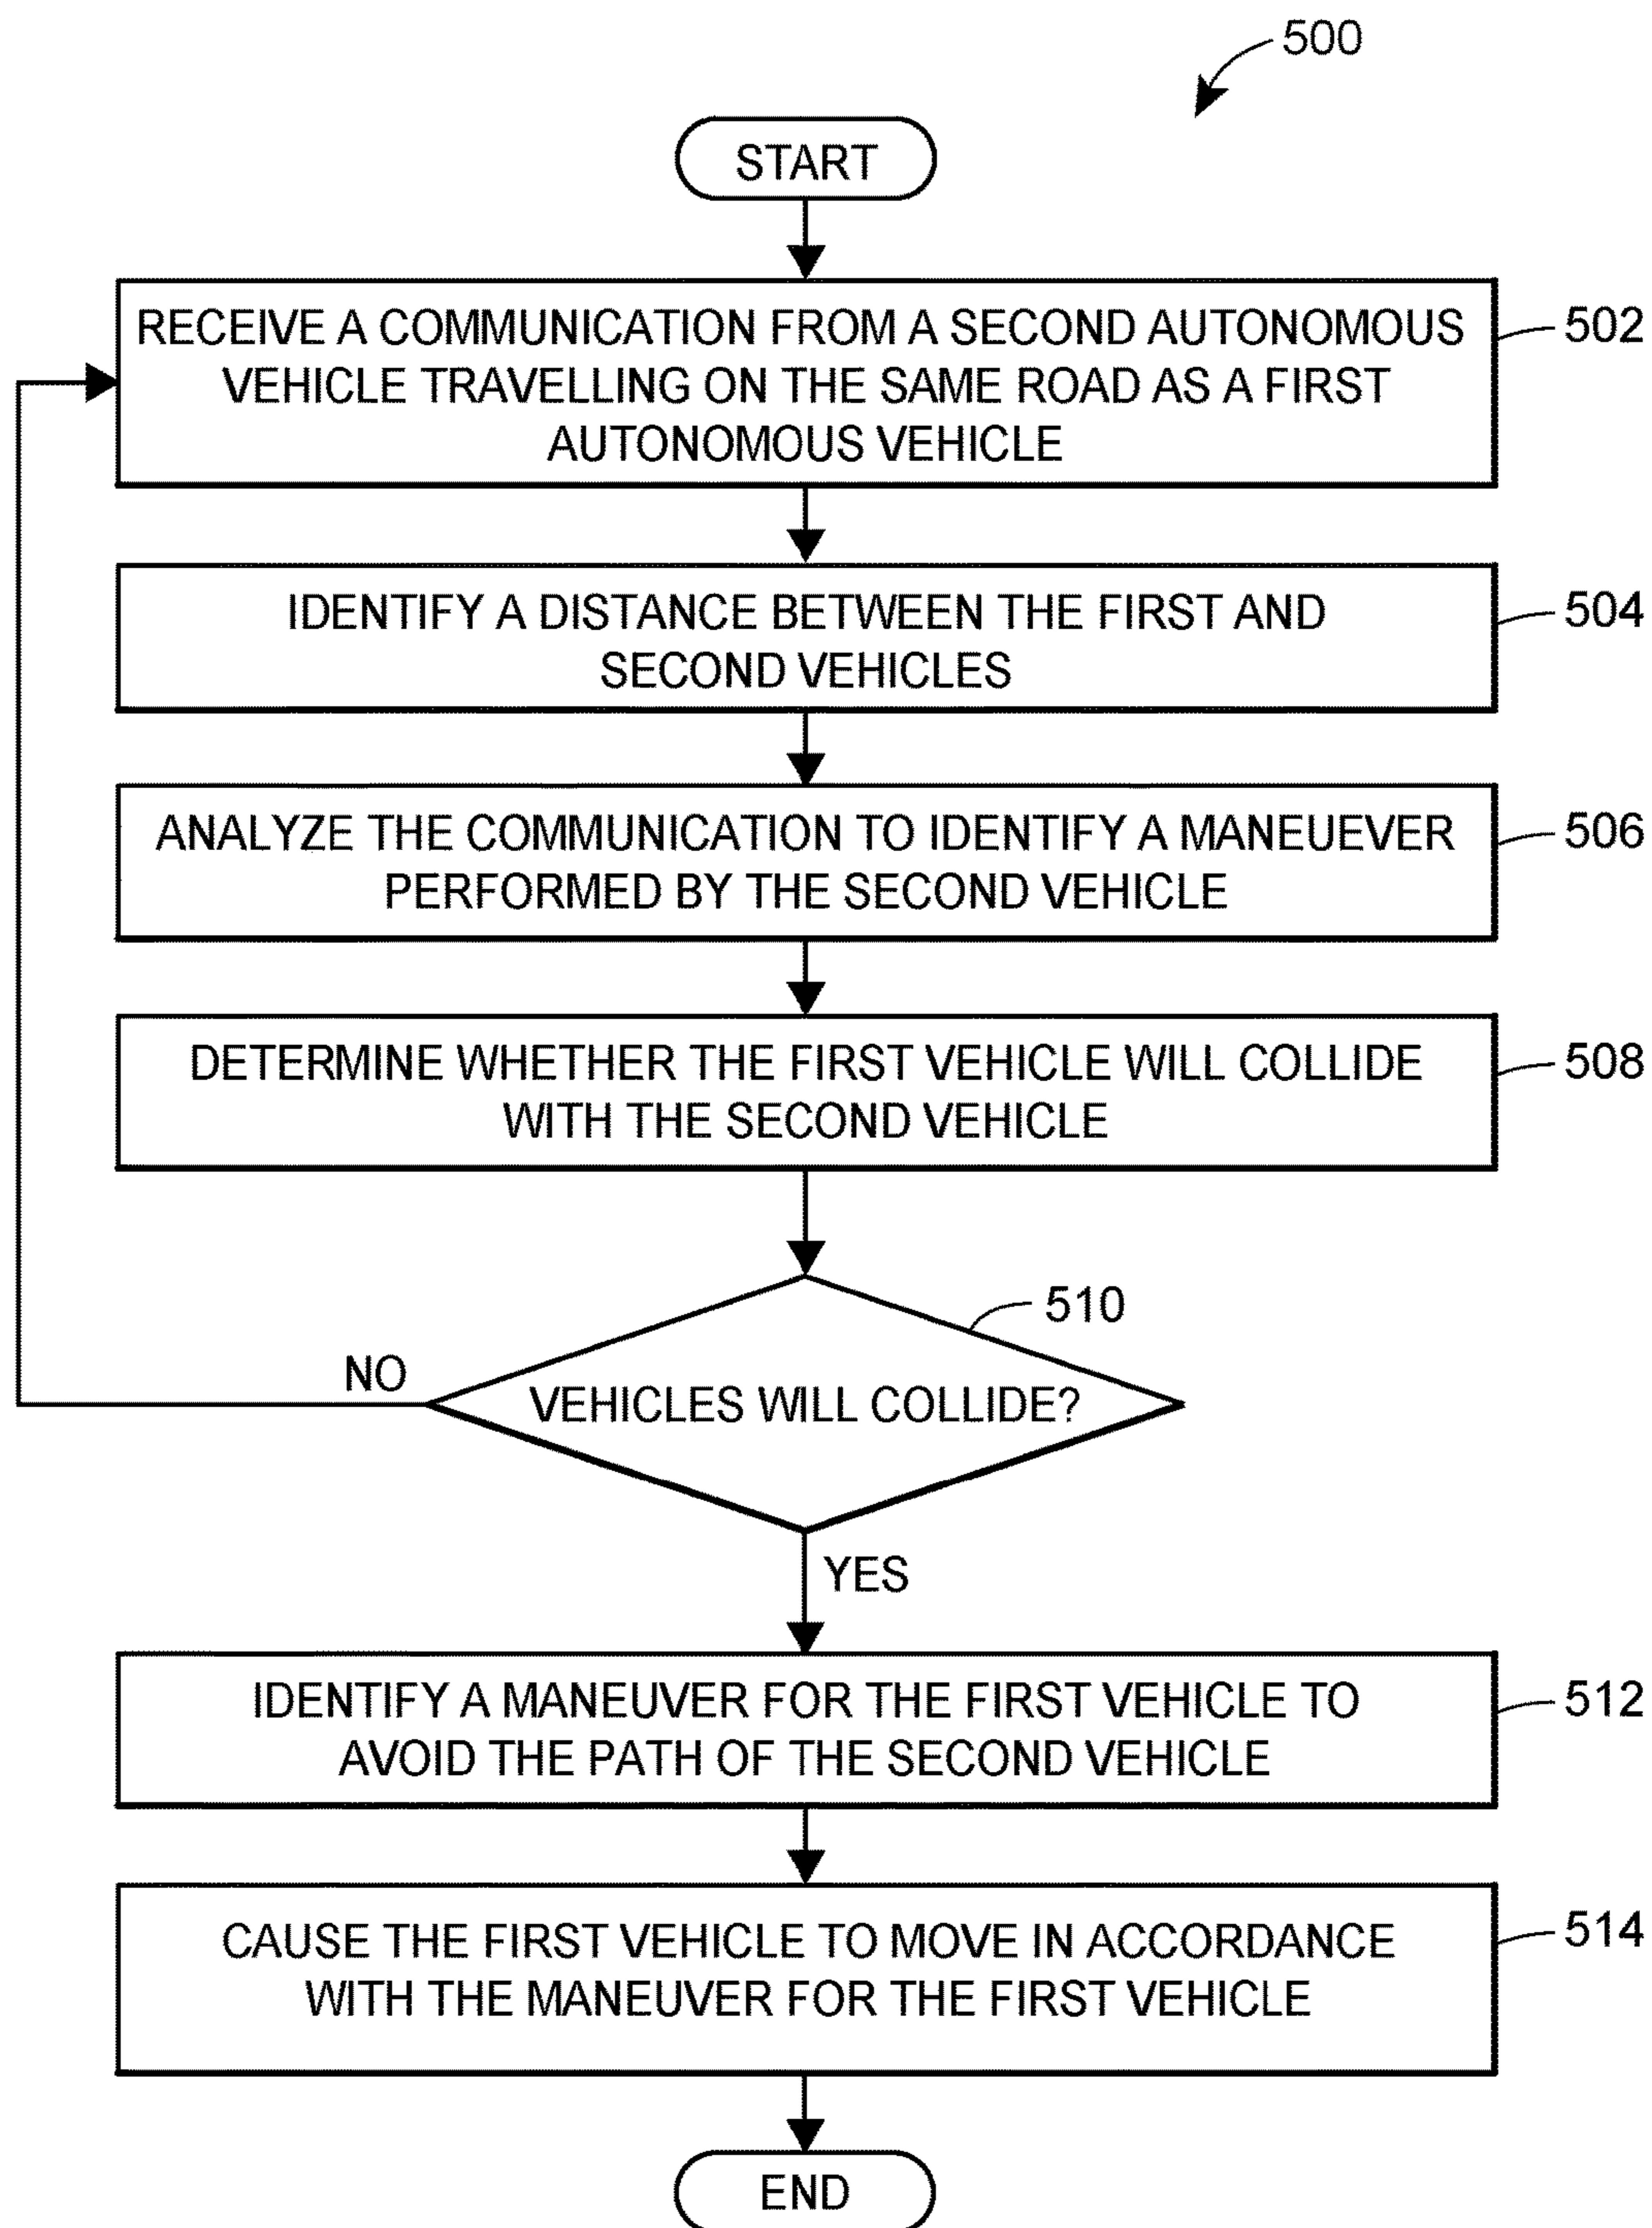 500
START
RECEIVE A COMMUNICATION FROM A SECOND AUTONOMOUS
VEHICLE TRAVELLING ON THE SAME ROAD AS A FIRST
AUTONOMOUS VEHICLE
502
IDENTIFY A DISTANCE BETWEEN THE FIRST AND
SECOND VEHICLES
504
ANALYZE THE COMMUNICATION TO IDENTIFY A MANEUEVER
PERFORMED BY THE SECOND VEHICLE
506
DETERMINE WHETHER THE FIRST VEHICLE WILL COLLIDE
WITH THE SECOND VEHICLE
508
510
NO
VEHICLES WILL COLLIDE?
YES
IDENTIFY A MANEUVER FOR THE FIRST VEHICLE TO
AVOID THE PATH OF THE SECOND VEHICLE
512
CAUSE THE FIRST VEHICLE TO MOVE IN ACCORDANCE
WITH THE MANEUVER FOR THE FIRST VEHICLE
514
END